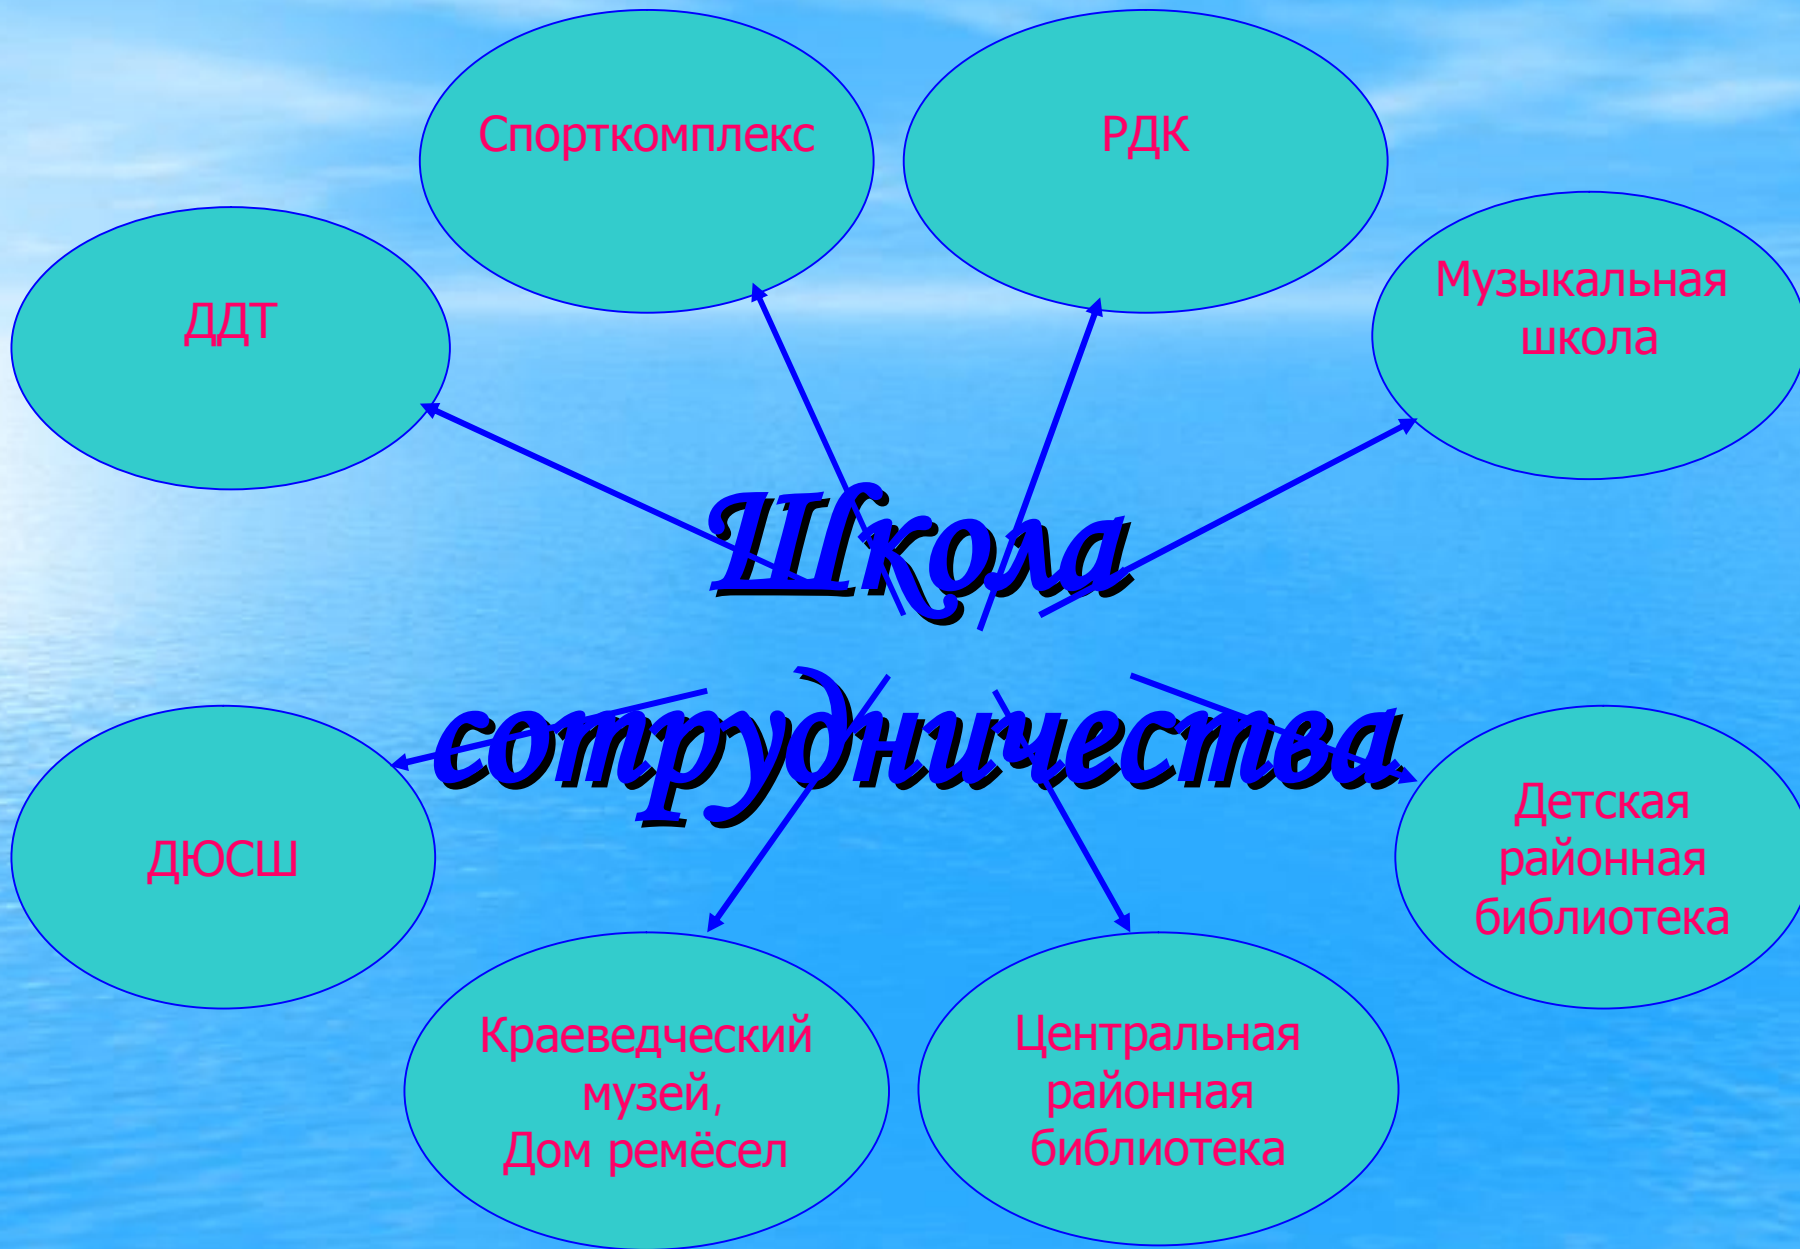 Спорткомплекс
РДК
ДДТ
Музыкальная
школа
Школа
сотрудничества
ДЮСШ
Детская
районная
библиотека
Краеведческий
музей,
Дом ремёсел
Центральная
районная
библиотека